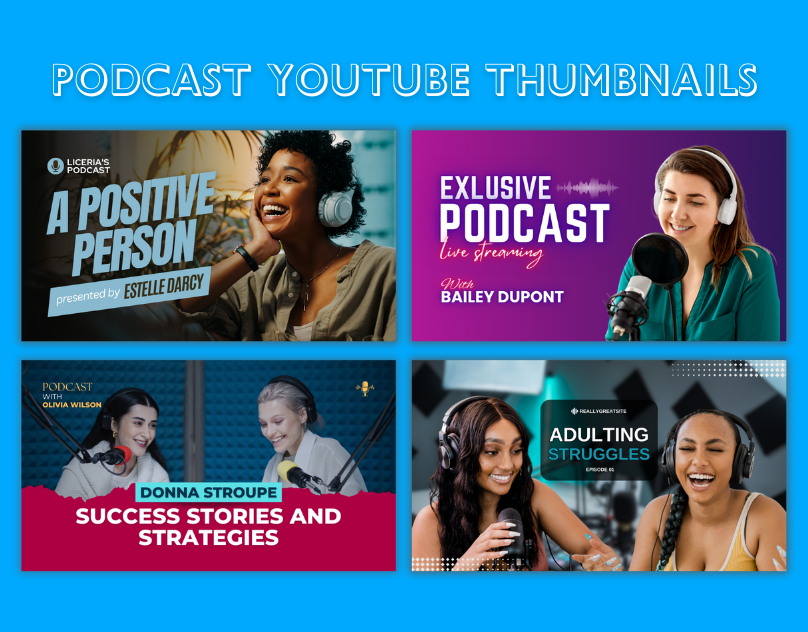 PODCAST YOUTUBE THUMBNAILS
LICERIA'S
PODCAST
A POSITIVE
PERSON
presented by ESTELLE DARCY
EXLUSIVE
PODCAST
live streaming
With
BAILEY DUPONT
PODCAST
WITH
OLIVIA WILSON
DONNA STROUPE
SUCCESS STORIES AND
STRATEGIES
REALLYGREATSITE
ADULTING
STRUGGLES
EPISODE 01